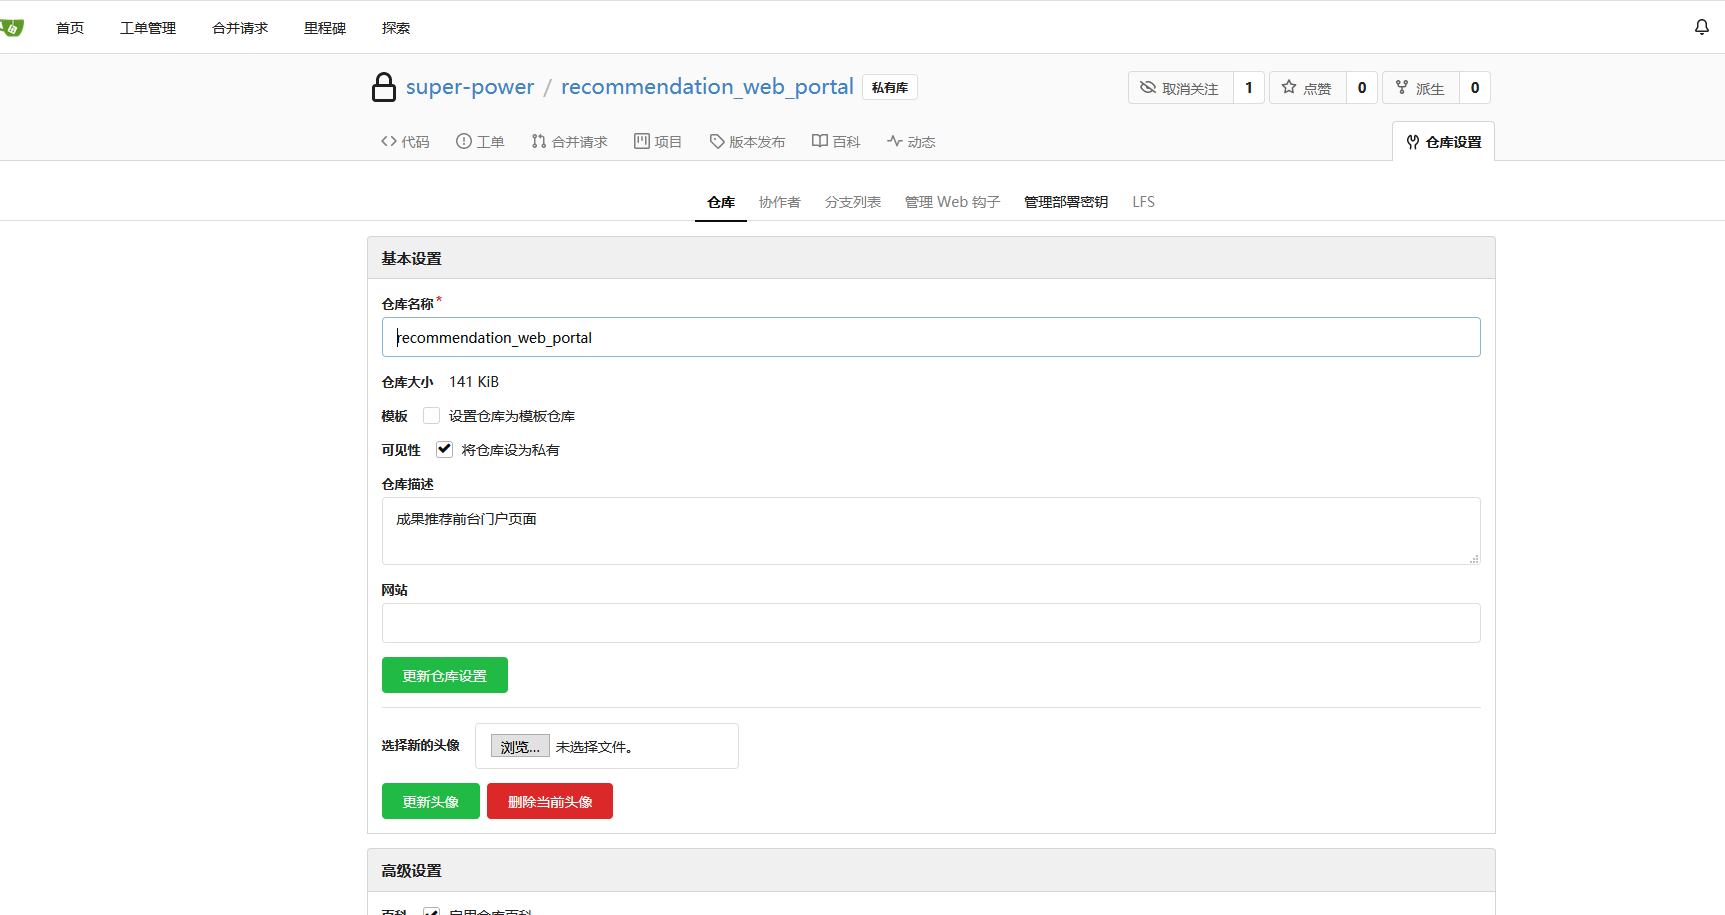 首页 工单管理 合并请求 里程碑 探索
super-power / recommendation_web_portal 私有库 取消关注 1 点赞 0 派生 0
代码 工单 合并请求 项目 版本发布 百科 动态 仓库设置
仓库 协作者 分支列表 管理 Web 钩子 管理部署密钥 LFS
基本设置
仓库名称*
recommendation_web_portal
仓库大小 141 KiB
模板 设置仓库为模板仓库
可见性 将仓库设为私有
仓库描述
成果推荐前台门户页面
网站
更新仓库设置
选择新的头像 浏览... 未选择文件。
更新头像 删除当前头像
高级设置
百科 启用仓库百科